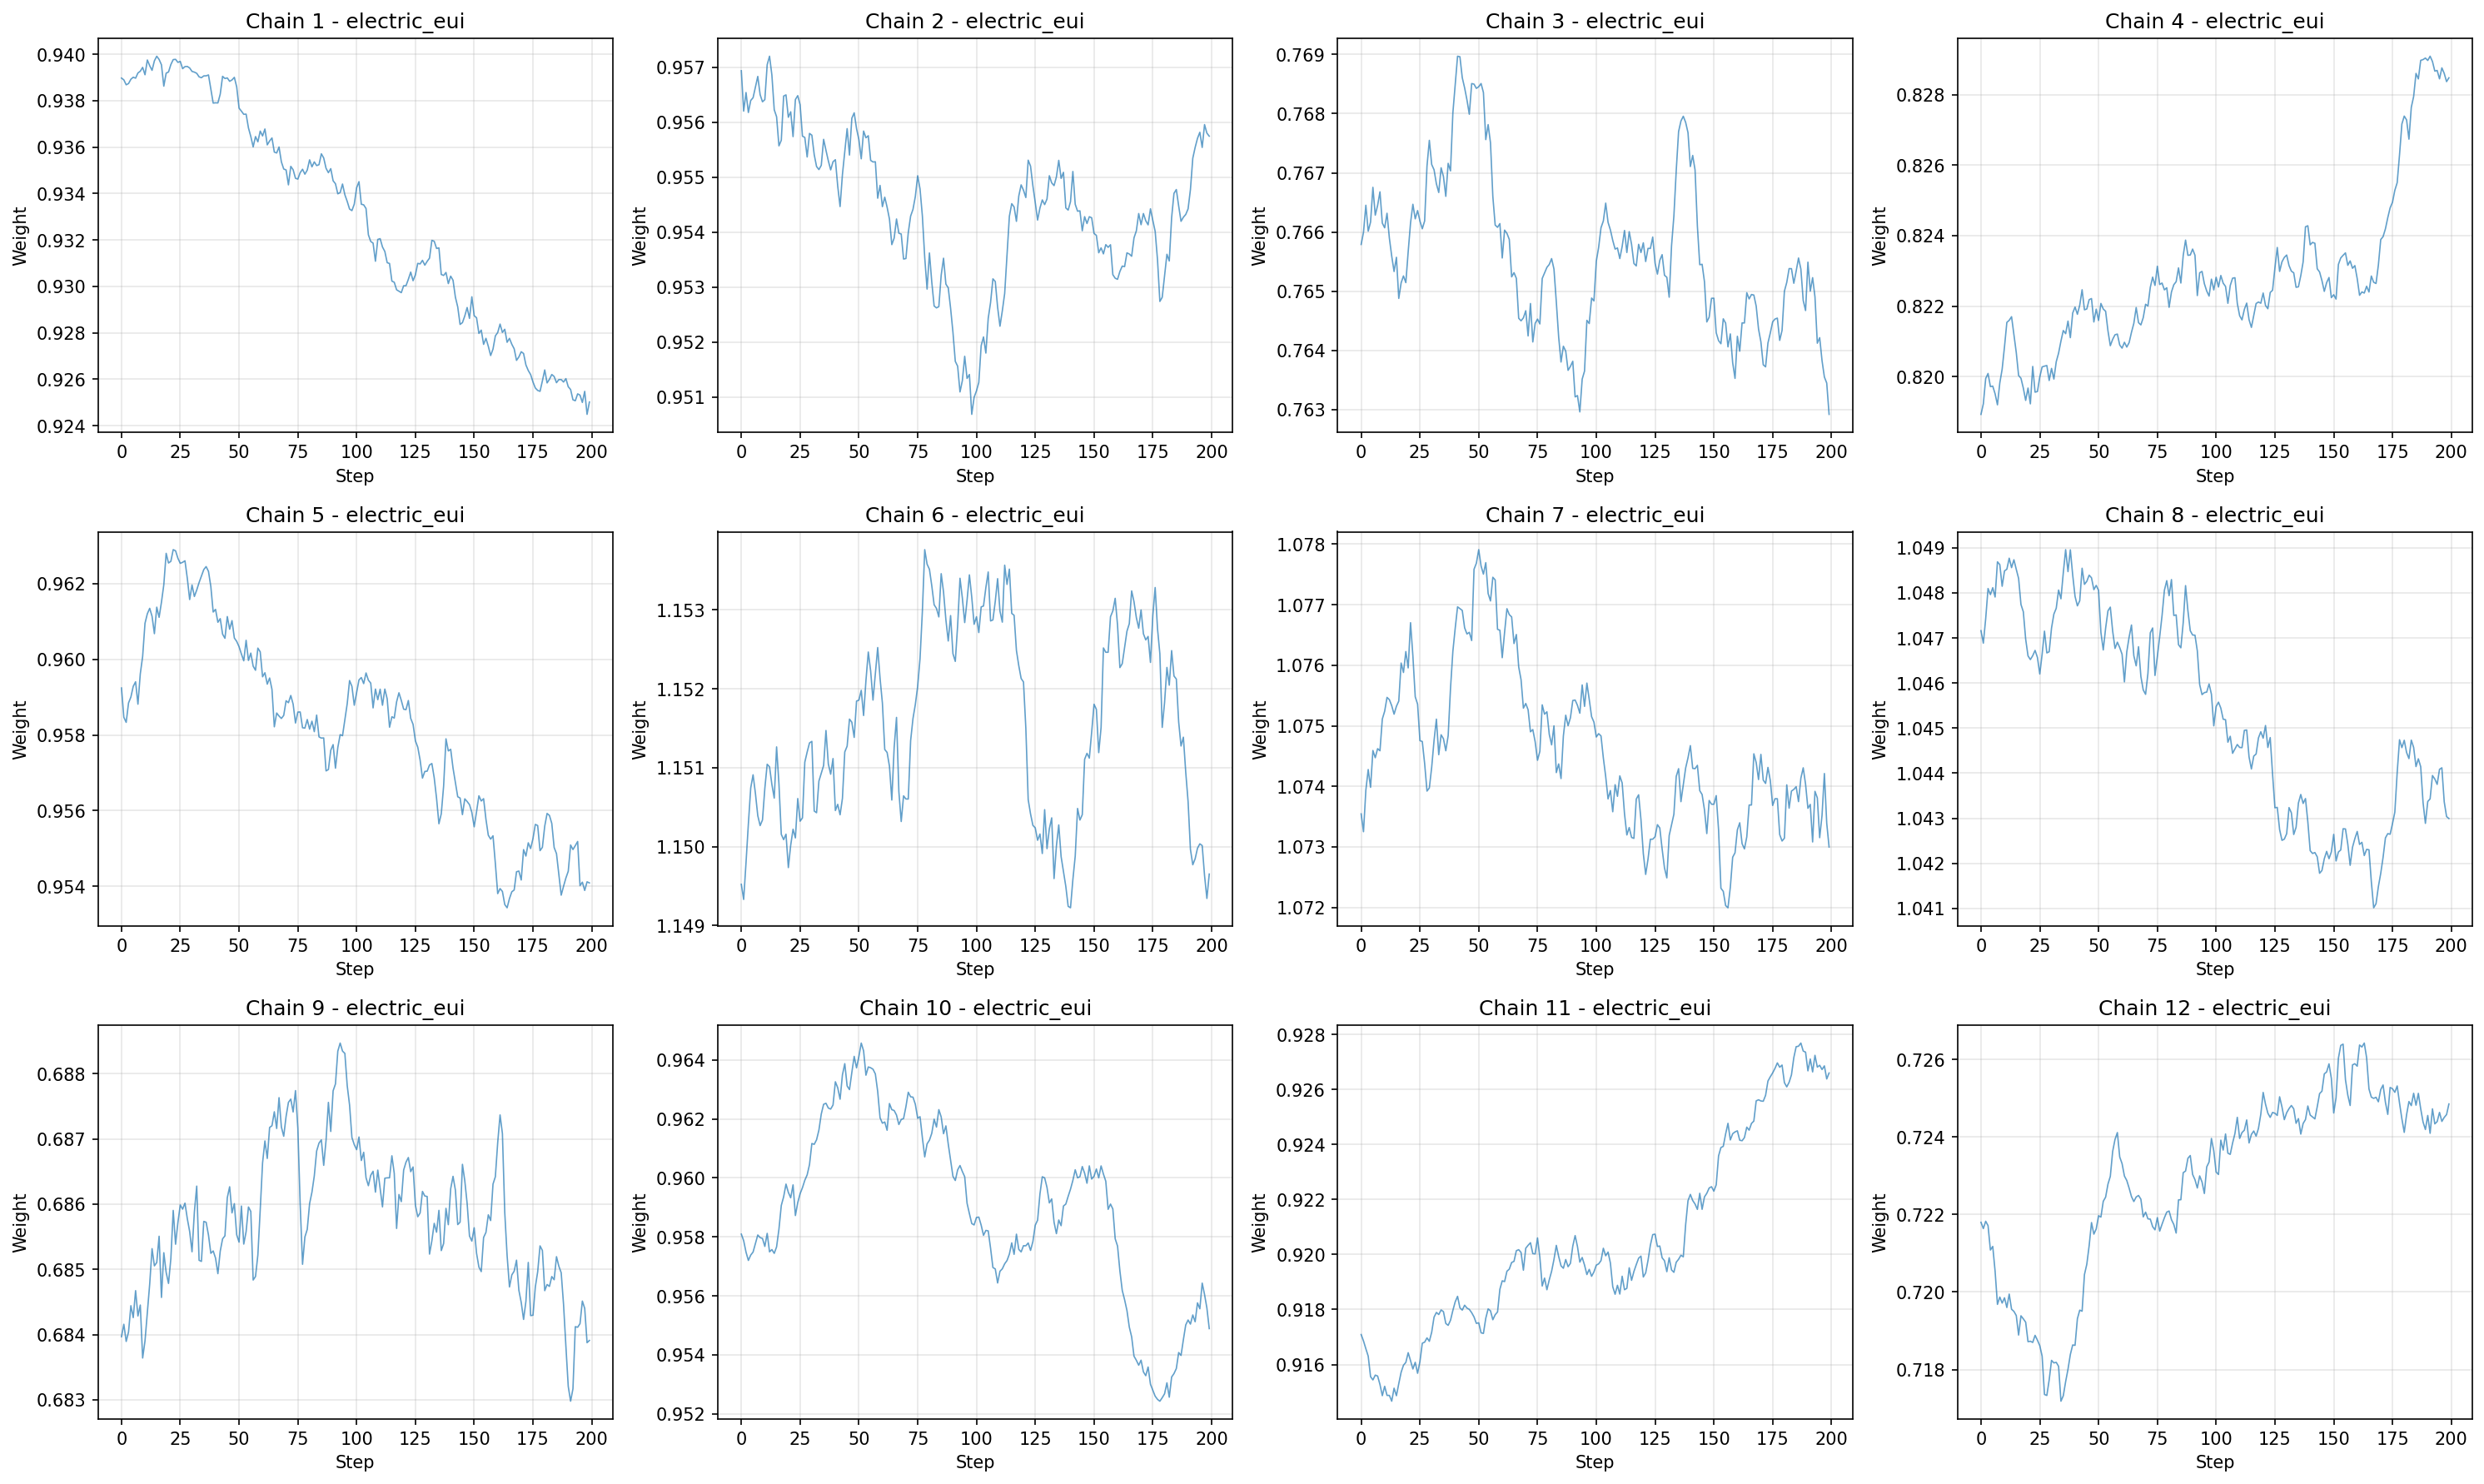 Chain 1 - electric_eui
0.940
0.938
0.936
0.934
0.932
0.930
0.928
0.926
0.924
Weight
0 25 50 75 100 125 150 175 200
Step
Chain 2 - electric_eui
0.957
0.956
0.955
0.954
0.953
0.952
0.951
Weight
0 25 50 75 100 125 150 175 200
Step
Chain 3 - electric_eui
0.769
0.768
0.767
0.766
0.765
0.764
0.763
Weight
0 25 50 75 100 125 150 175 200
Step
Chain 4 - electric_eui
0.828
0.826
0.824
0.822
0.820
Weight
0 25 50 75 100 125 150 175 200
Step
Chain 5 - electric_eui
0.962
0.960
0.958
0.956
0.954
Weight
0 25 50 75 100 125 150 175 200
Step
Chain 6 - electric_eui
1.153
1.152
1.151
1.150
1.149
Weight
0 25 50 75 100 125 150 175 200
Step
Chain 7 - electric_eui
1.078
1.077
1.076
1.075
1.074
1.073
1.072
Weight
0 25 50 75 100 125 150 175 200
Step
Chain 8 - electric_eui
1.049
1.048
1.047
1.046
1.045
1.044
1.043
1.042
1.041
Weight
0 25 50 75 100 125 150 175 200
Step
Chain 9 - electric_eui
0.688
0.687
0.686
0.685
0.684
0.683
Weight
0 25 50 75 100 125 150 175 200
Step
Chain 10 - electric_eui
0.964
0.962
0.960
0.958
0.956
0.954
0.952
Weight
0 25 50 75 100 125 150 175 200
Step
Chain 11 - electric_eui
0.928
0.926
0.924
0.922
0.920
0.918
0.916
Weight
0 25 50 75 100 125 150 175 200
Step
Chain 12 - electric_eui
0.726
0.724
0.722
0.720
0.718
Weight
0 25 50 75 100 125 150 175 200
Step